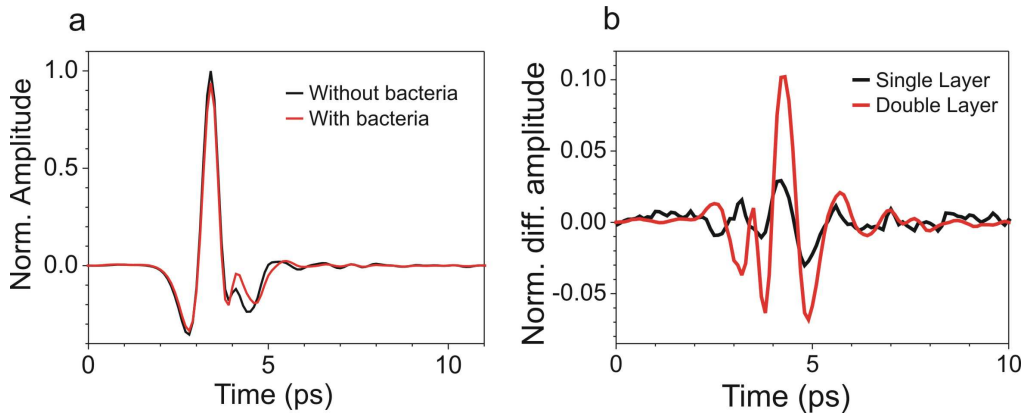 a
Norm. Amplitude
1.0
0.5
0.0
0
5
10
Time (ps)
Without bacteria
With bacteria
b
Norm. diff. amplitude
0.10
0.05
0.00
-0.05
0
5
10
Time (ps)
Single Layer
Double Layer